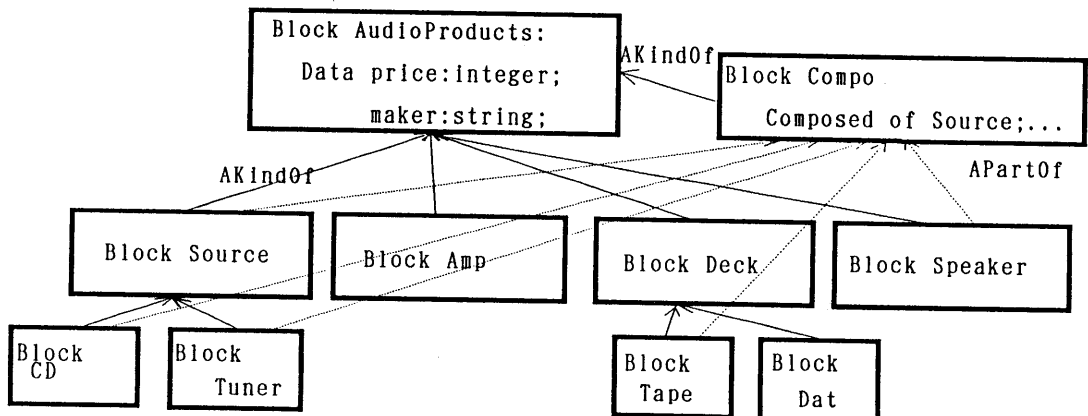 Block AudioProducts:
Data price:integer;
maker:string;
AKindOf
Block Compo
Composed of Source;...
AKindOf
APartOf
Block Source
Block Amp
Block Deck
Block Speaker
Block
CD
Block
Tuner
Block
Tape
Block
Dat